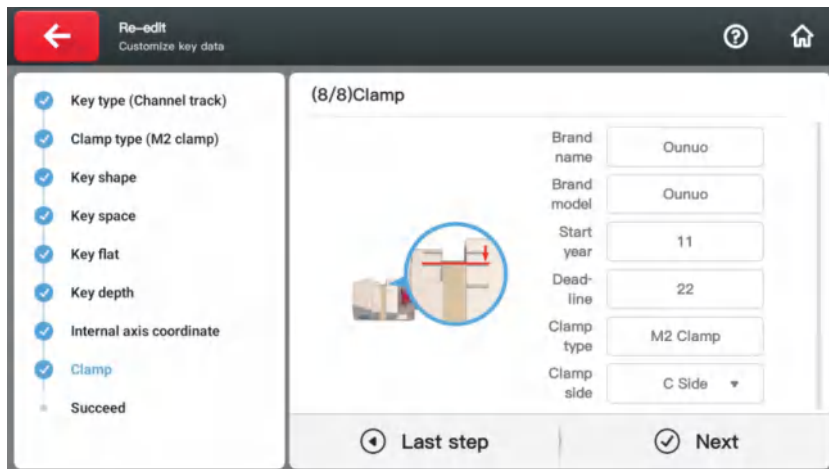 Re-edit
Customize key data
Key type (Channel track)
Clamp type (M2 clamp)
Key shape
Key space
Key flat
Key depth
Internal axis coordinate
Clamp
Succeed
(8/8)Clamp
Brand
name
Ounuo
Brand
model
Ounuo
Start
year
11
Dead-
line
22
Clamp
type
M2 Clamp
Clamp
side
C Side
Last step
Next